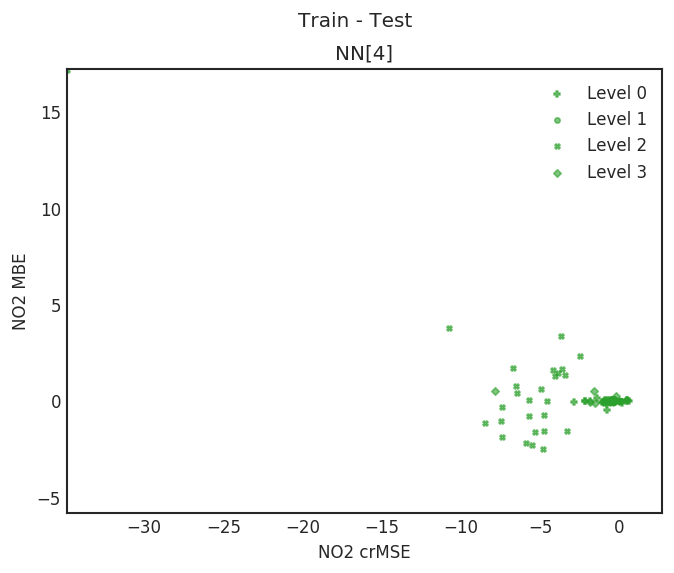 Train - Test
NN[4]
Level 0
Level 1
Level 2
Level 3
15
10
5
0
−5
NO2 MBE
−30 −25 −20 −15 −10 −5 0
NO2 crMSE